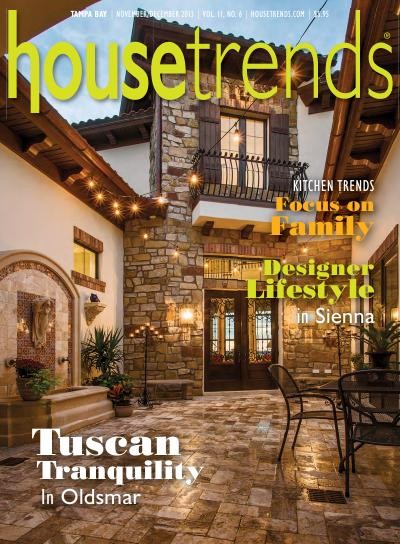 TAMPA BAY | NOVEMBER/DECEMBER 2013 | VOL. 11, NO. 6 | HOUSETRENDS.COM | $5.95
housetrends®
KITCHEN TRENDS
Focus on
Family
Designer
Lifestyle
in Sienna
Tuscan
Tranquility
In Oldsmar